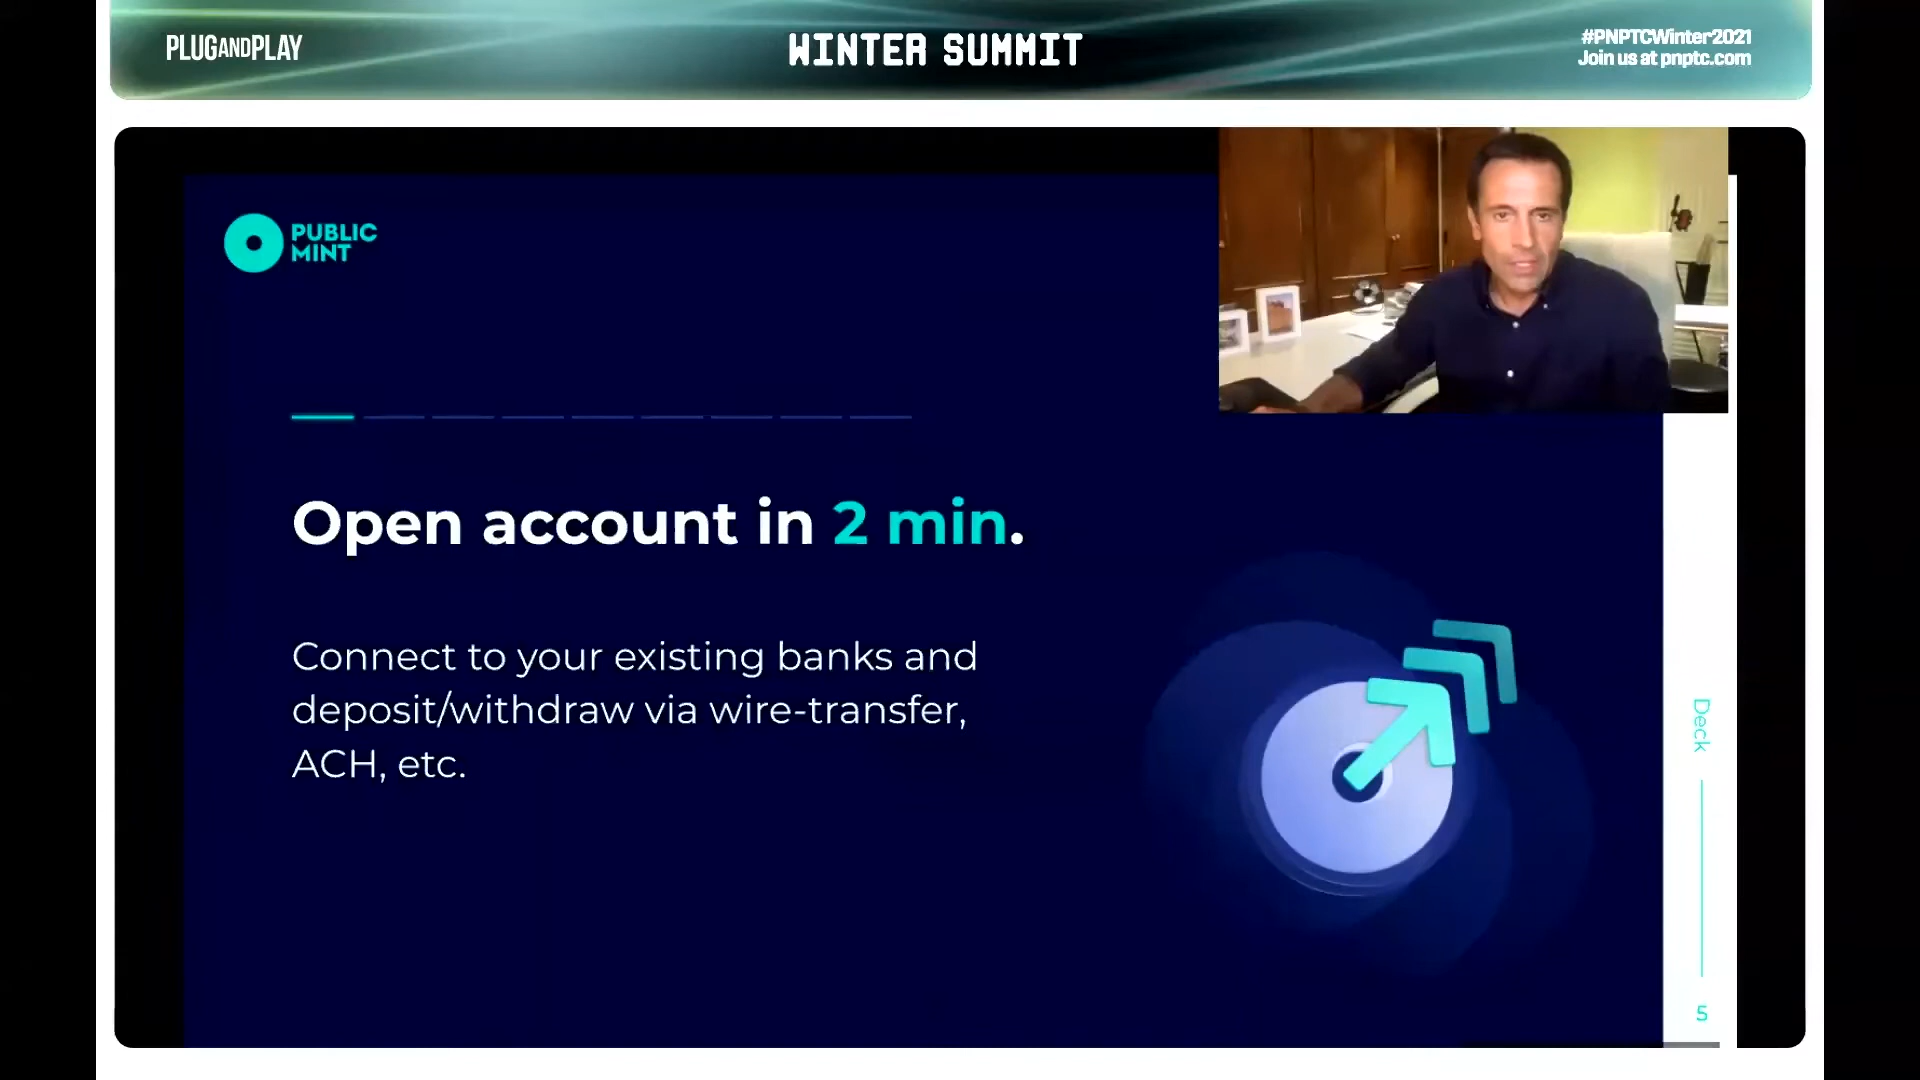 PLUGANDPLAY
WINTER SUMMIT
#PNPTCWinter2021
Join us at pnptc.com
PUBLIC
MINT
Open account in 2 min.
Connect to your existing banks and
deposit/withdraw via wire-transfer,
ACH, etc.
Deck
5